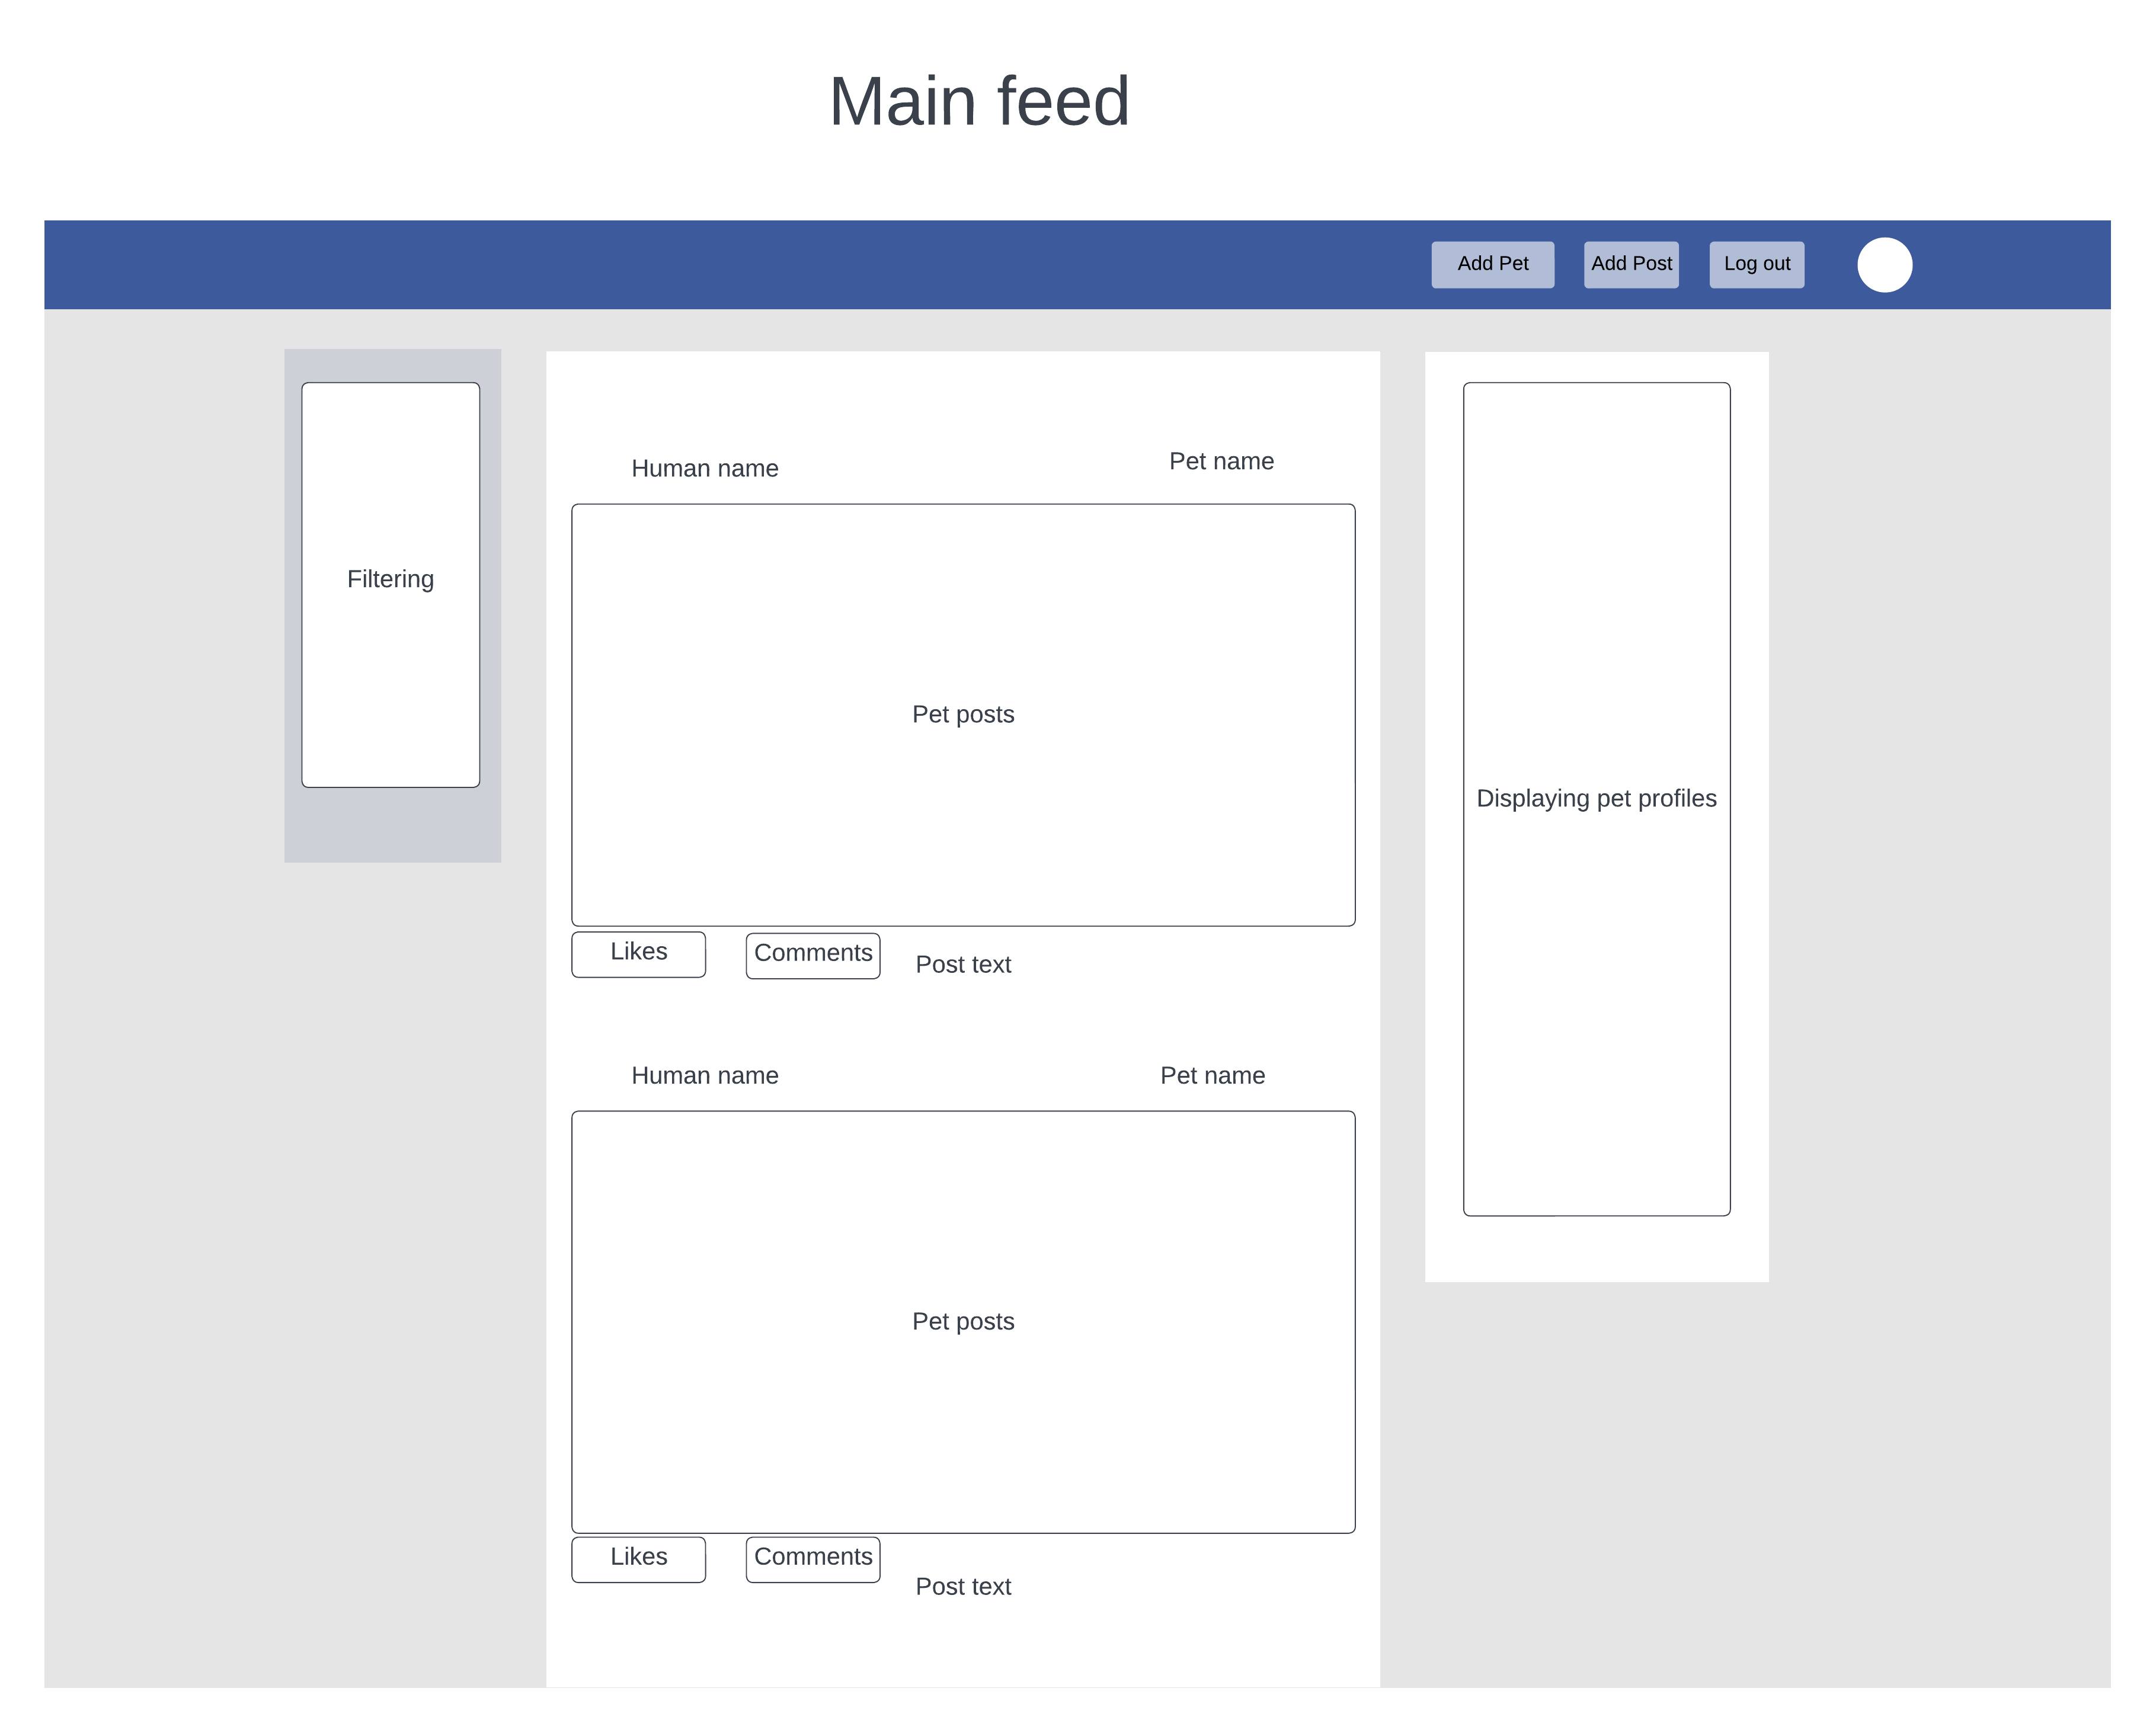 Main feed
Add Pet
Add Post
Log out
Filtering
Human name
Pet name
Pet posts
Likes
Comments
Post text
Human name
Pet name
Pet posts
Likes
Comments
Post text
Displaying pet profiles